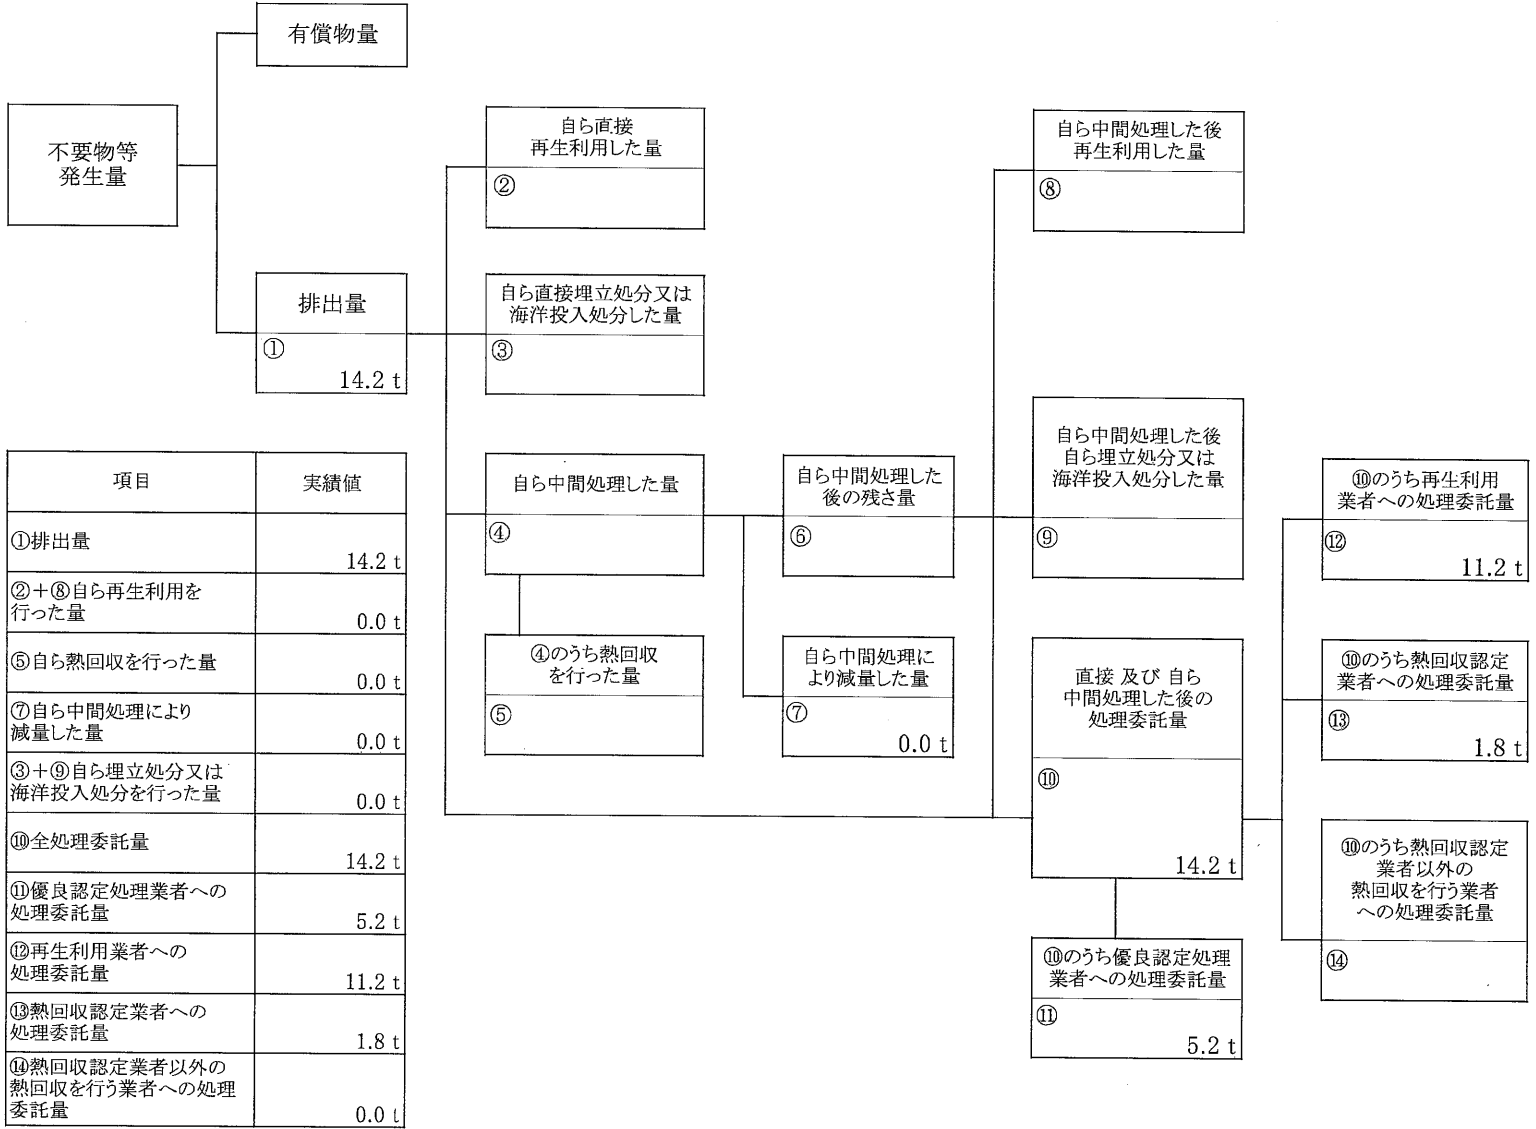 有償物量
不要物等
発生量
排出量
①
14.2 t
自ら直接
再生利用した量
②
自ら直接埋立処分又は
海洋投入処分した量
③
自ら中間処理した量
④
④のうち熱回収
を行った量
⑤
自ら中間処理した
後の残さ量
⑥
自ら中間処理に
より減量した量
⑦
0.0 t
自ら中間処理した後
再生利用した量
⑧
自ら中間処理した後
自ら埋立処分又は
海洋投入処分した量
⑨
直接 及び 自ら
中間処理した後の
処理委託量
⑩
14.2 t
⑩のうち優良認定処理
業者への処理委託量
⑪
5.2 t
⑩のうち再生利用
業者への処理委託量
⑫
11.2 t
⑩のうち熱回収認定
業者への処理委託量
⑬
1.8 t
⑩のうち熱回収認定
業者以外の
熱回収を行う業者
への処理委託量
⑭
項目
実績値
①排出量
14.2 t
②+⑧自ら再生利用を
行った量
0.0 t
⑤自ら熱回収を行った量
0.0 t
⑦自ら中間処理により
減量した量
0.0 t
③+⑨自ら埋立処分又は
海洋投入処分を行った量
0.0 t
⑩全処理委託量
14.2 t
⑪優良認定処理業者への
処理委託量
5.2 t
⑫再生利用業者への
処理委託量
11.2 t
⑬熱回収認定業者への
処理委託量
1.8 t
⑭熱回収認定業者以外の
熱回収を行う業者への処理
委託量
0.0 t